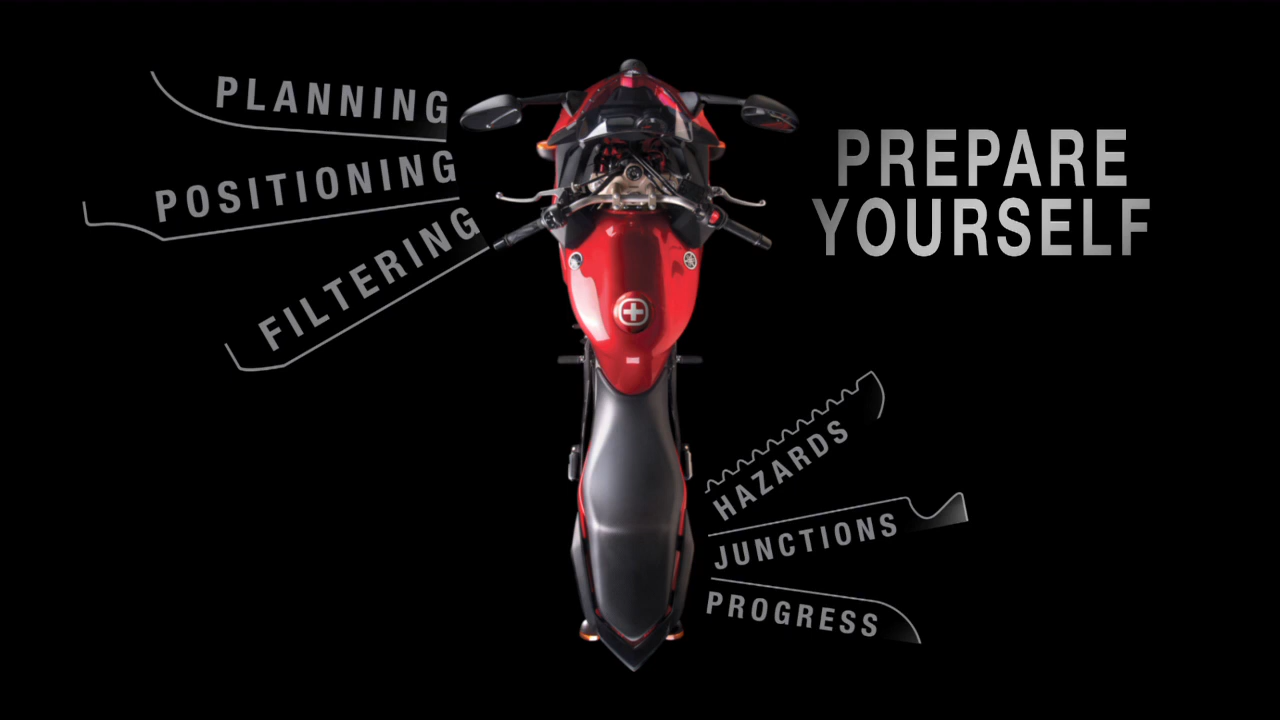 PLANNING
POSITIONING
FILTERING
PREPARE
YOURSELF
HAZARDS
JUNCTIONS
PROGRESS